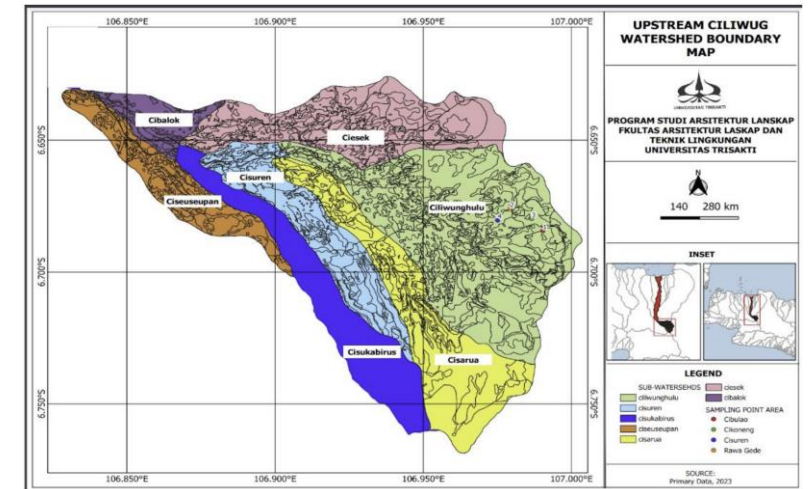 UPSTREAM CILIWUG
WATERSHED BOUNDARY
MAP
UNIVERSITAS TRISAKTI
PROGRAM STUDI ARSITEKTUR LANSKAP
FKULTAS ARSITEKTUR LASKAP DAN
TEKNIK LINGKUNGAN
UNIVERSITAS TRISAKTI
N
140 280 km
INSET
LEGEND
SUB-WATERSEHDS
ciliwunghulu
cisuren
cisukabirus
ciseuseupan
cisarua
ciesek
cibalok
SAMPLING POINT AREA
Cibulao
Cikoneng
Cisuren
Rawa Gede
SOURCE:
Primary Data, 2023
106.850°E 106.900°E 106.950°E 107.000°E
6.650°S 6.650°S
6.700°S 6.700°S
6.750°S 6.750°S
106.850°E 106.900°E 106.950°E 107.000°E
Cibalok
Ciesek
Cisuren
Ciseuseupan
Ciliwunghulu
Cisukabirus
Cisarua